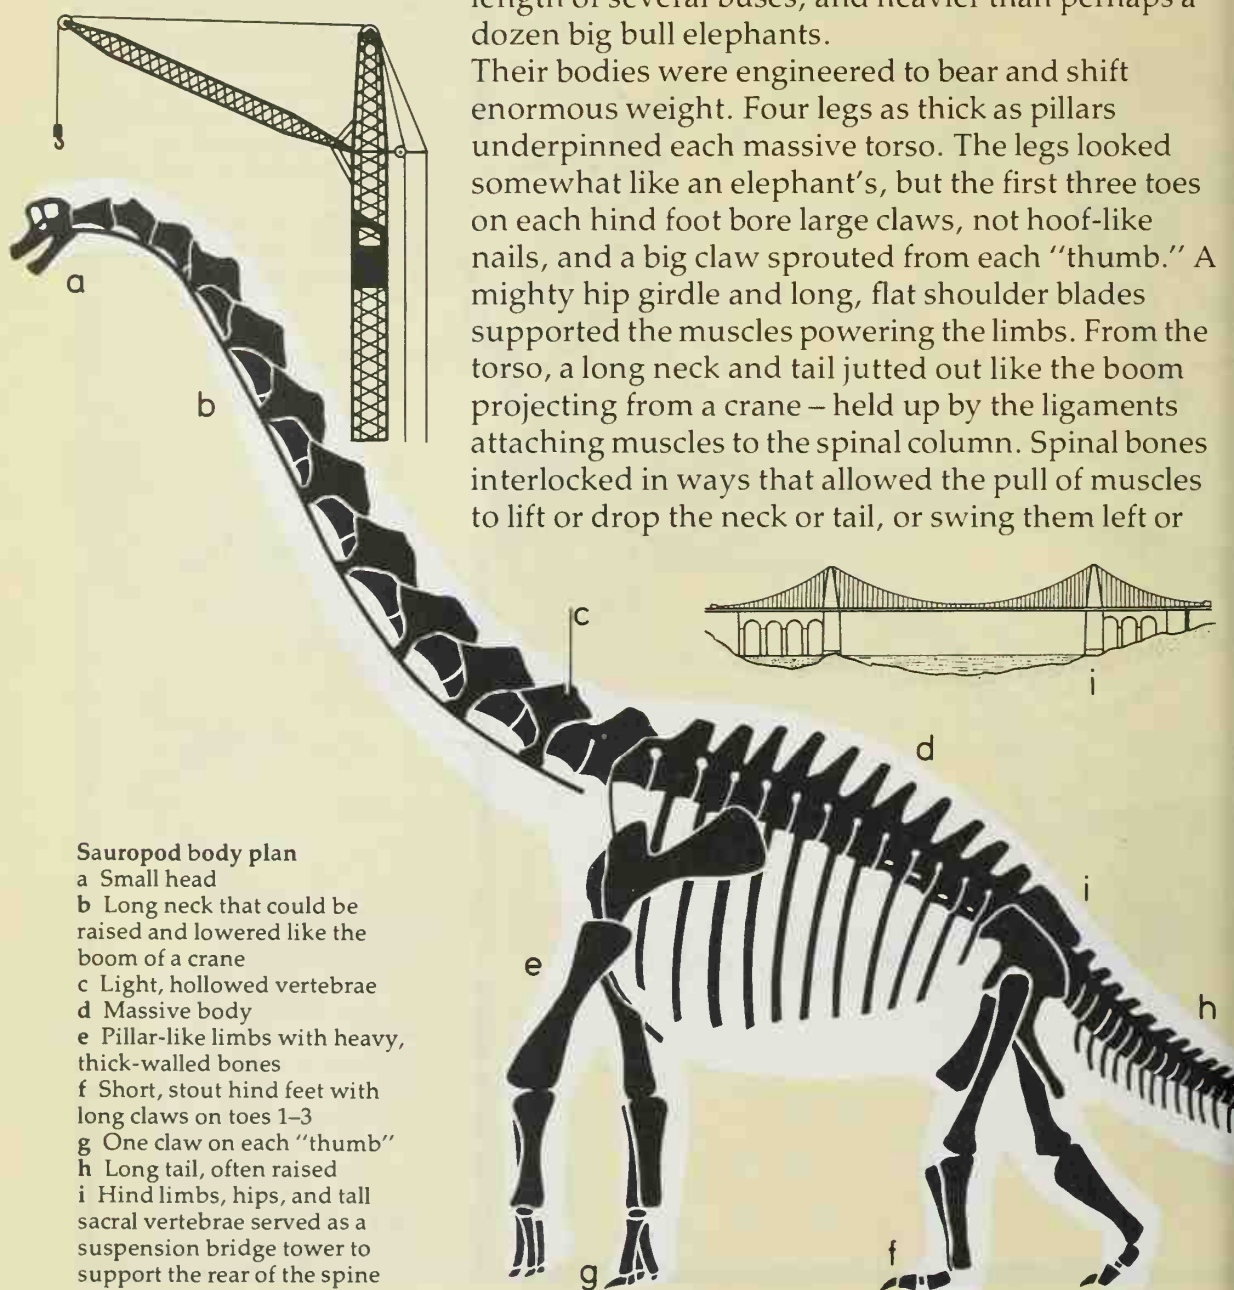 length of several buses, and heavier than perhaps a
dozen big bull elephants.
Their bodies were engineered to bear and shift
enormous weight. Four legs as thick as pillars
underpinned each massive torso. The legs looked
somewhat like an elephant's, but the first three toes
on each hind foot bore large claws, not hoof-like
nails, and a big claw sprouted from each "thumb." A
mighty hip girdle and long, flat shoulder blades
supported the muscles powering the limbs. From the
torso, a long neck and tail jutted out like the boom
projecting from a crane – held up by the ligaments
attaching muscles to the spinal column. Spinal bones
interlocked in ways that allowed the pull of muscles
to lift or drop the neck or tail, or swing them left or
a
b
c
i
d
i
e
h
f
g
Sauropod body plan
a Small head
b Long neck that could be
raised and lowered like the
boom of a crane
c Light, hollowed vertebrae
d Massive body
e Pillar-like limbs with heavy,
thick-walled bones
f Short, stout hind feet with
long claws on toes 1–3
g One claw on each "thumb"
h Long tail, often raised
i Hind limbs, hips, and tall
sacral vertebrae served as a
suspension bridge tower to
support the rear of the spine